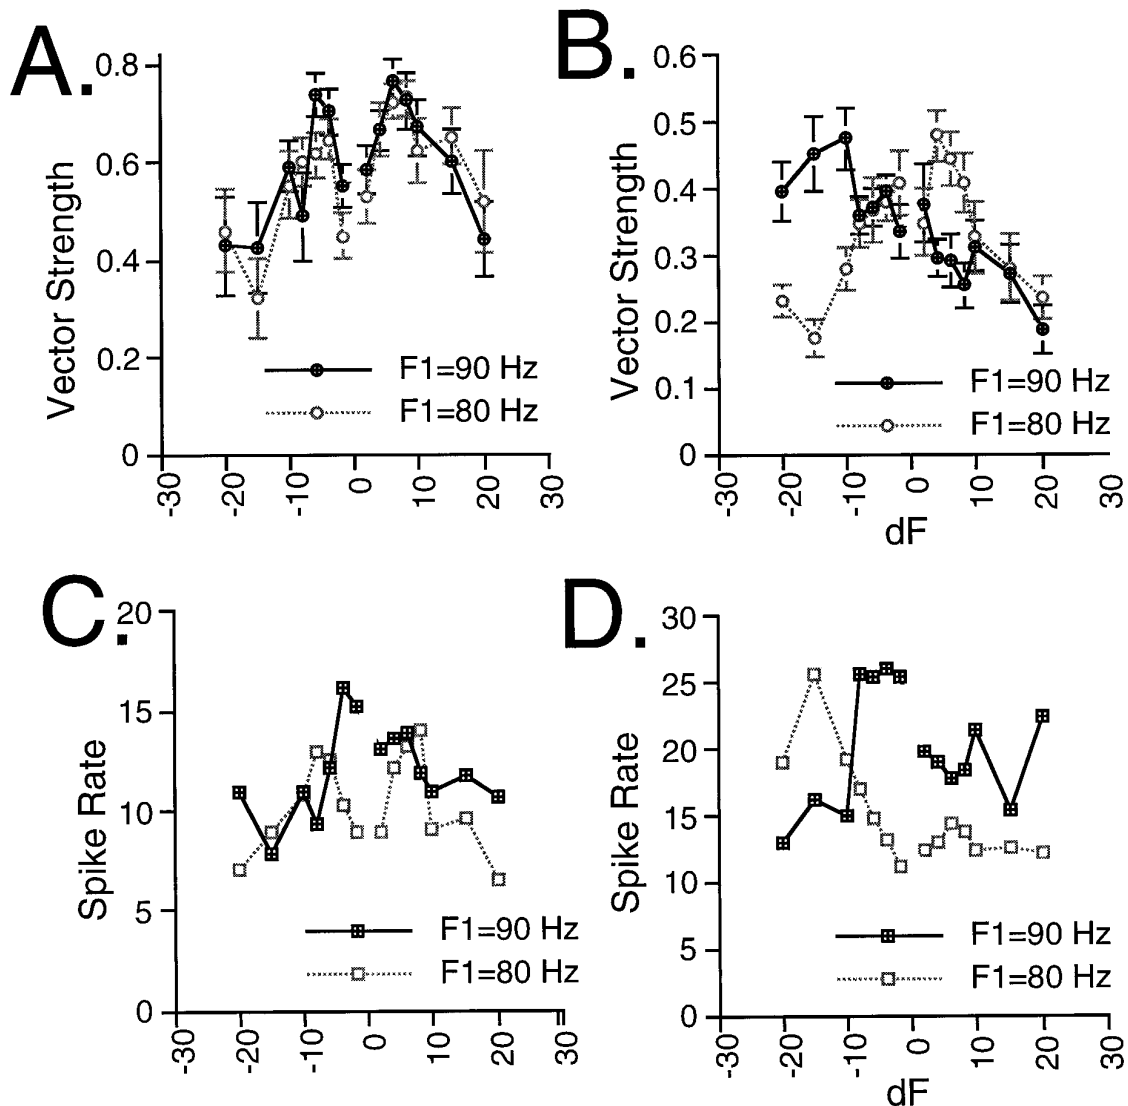 A.
Vector Strength
0.8
0.6
0.4
0.2
0
-30 -20 -10 0 10 20 30
F1=90 Hz
F1=80 Hz
B.
Vector Strength
0.6
0.5
0.4
0.3
0.2
0.1
0
-30 -20 -10 0 10 20 30
dF
F1=90 Hz
F1=80 Hz
C.
Spike Rate
20
15
10
5
0
-30 -20 -10 0 10 20 30
F1=90 Hz
F1=80 Hz
D.
Spike Rate
30
25
20
15
10
5
0
-30 -20 -10 0 10 20 30
dF
F1=90 Hz
F1=80 Hz